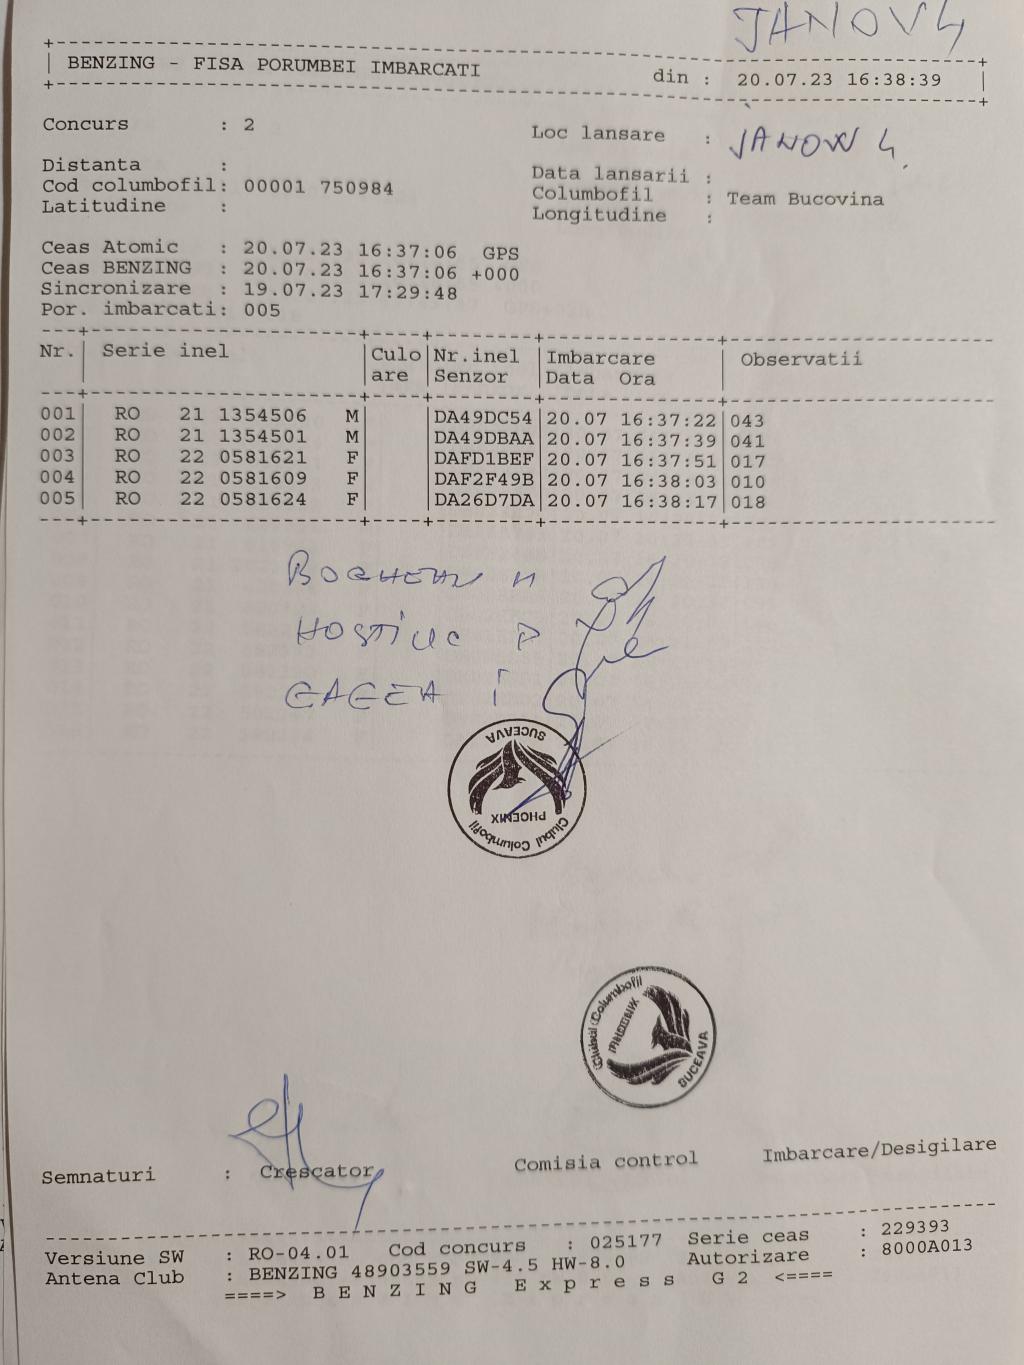 JANOV 4
BENZING - FISA PORUMBEI IMBARCATI din : 20.07.23 16:38:39
Concurs : 2 Loc lansare : JANOW 4.
Distanta : Data lansarii :
Cod columbofil: 00001 750984 Columbofil : Team Bucovina
Latitudine : Longitudine :
Ceas Atomic : 20.07.23 16:37:06 GPS
Ceas BENZING : 20.07.23 16:37:06 +000
Sincronizare : 19.07.23 17:29:48
Por. imbarcati: 005
Nr. Serie inel Culo Nr.inel Imbarcare Observatii
are Senzor Data Ora
001 RO 21 1354506 M DA49DC54 20.07 16:37:22 043
002 RO 21 1354501 M DA49DBAA 20.07 16:37:39 041
003 RO 22 0581621 F DAFD1BEF 20.07 16:37:51 017
004 RO 22 0581609 F DAF2F49B 20.07 16:38:03 010
005 RO 22 0581624 F DA26D7DA 20.07 16:38:17 018
HOSTIUC P
GAGEA I
Clubul Columbofil PHOENIX SUCEAVA
Clubul Columbofil PHOENIX SUCEAVA
Semnaturi : Crescator Comisia control Imbarcare/Desigilare
Versiune SW : RO-04.01 Cod concurs : 025177 Serie ceas : 229393
Antena Club : BENZING 48903559 SW-4.5 HW-8.0 Autorizare : 8000A013
====> B E N Z I N G E x p r e s s G 2 <====